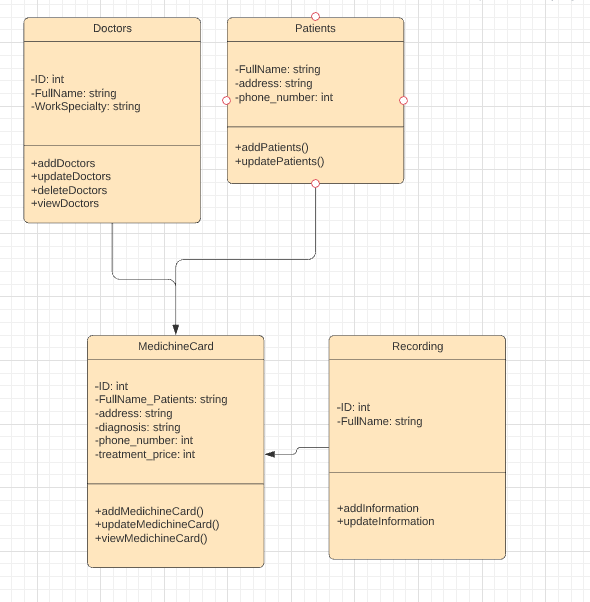 Doctors
-ID: int
-FullName: string
-WorkSpecialty: string
+addDoctors
+updateDoctors
+deleteDoctors
+viewDoctors
Patients
-FullName: string
-address: string
-phone_number: int
+addPatients()
+updatePatients()
MedichineCard
-ID: int
-FullName_Patients: string
-address: string
-diagnosis: string
-phone_number: int
-treatment_price: int
+addMedichineCard()
+updateMedichineCard()
+viewMedichineCard()
Recording
-ID: int
-FullName: string
+addInformation
+updateInformation